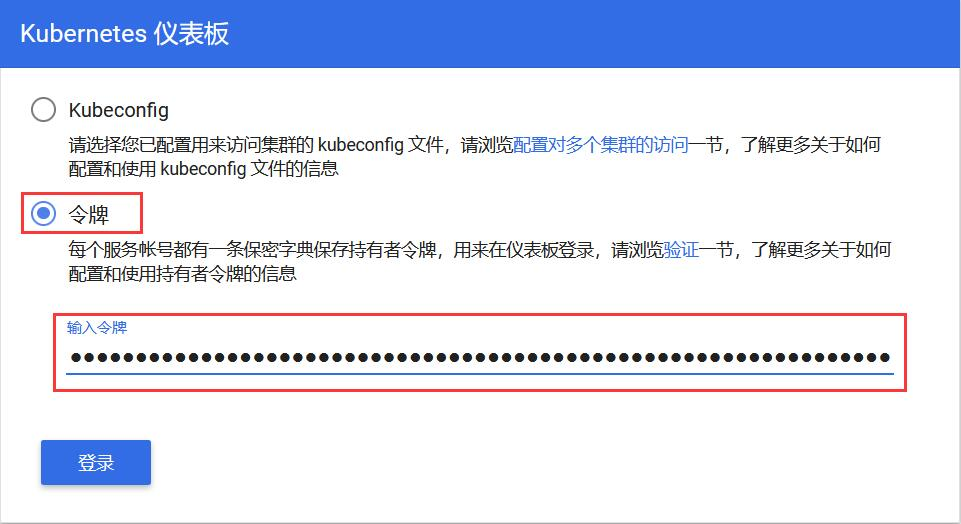 Kubernetes 仪表板
Kubeconfig
请选择您已配置用来访问集群的 kubeconfig 文件，请浏览配置对多个集群的访问一节，了解更多关于如何
配置和使用 kubeconfig 文件的信息
令牌
每个服务帐号都有一条保密字典保存持有者令牌，用来在仪表板登录，请浏览验证一节，了解更多关于如何
配置和使用持有者令牌的信息
输入令牌
登录